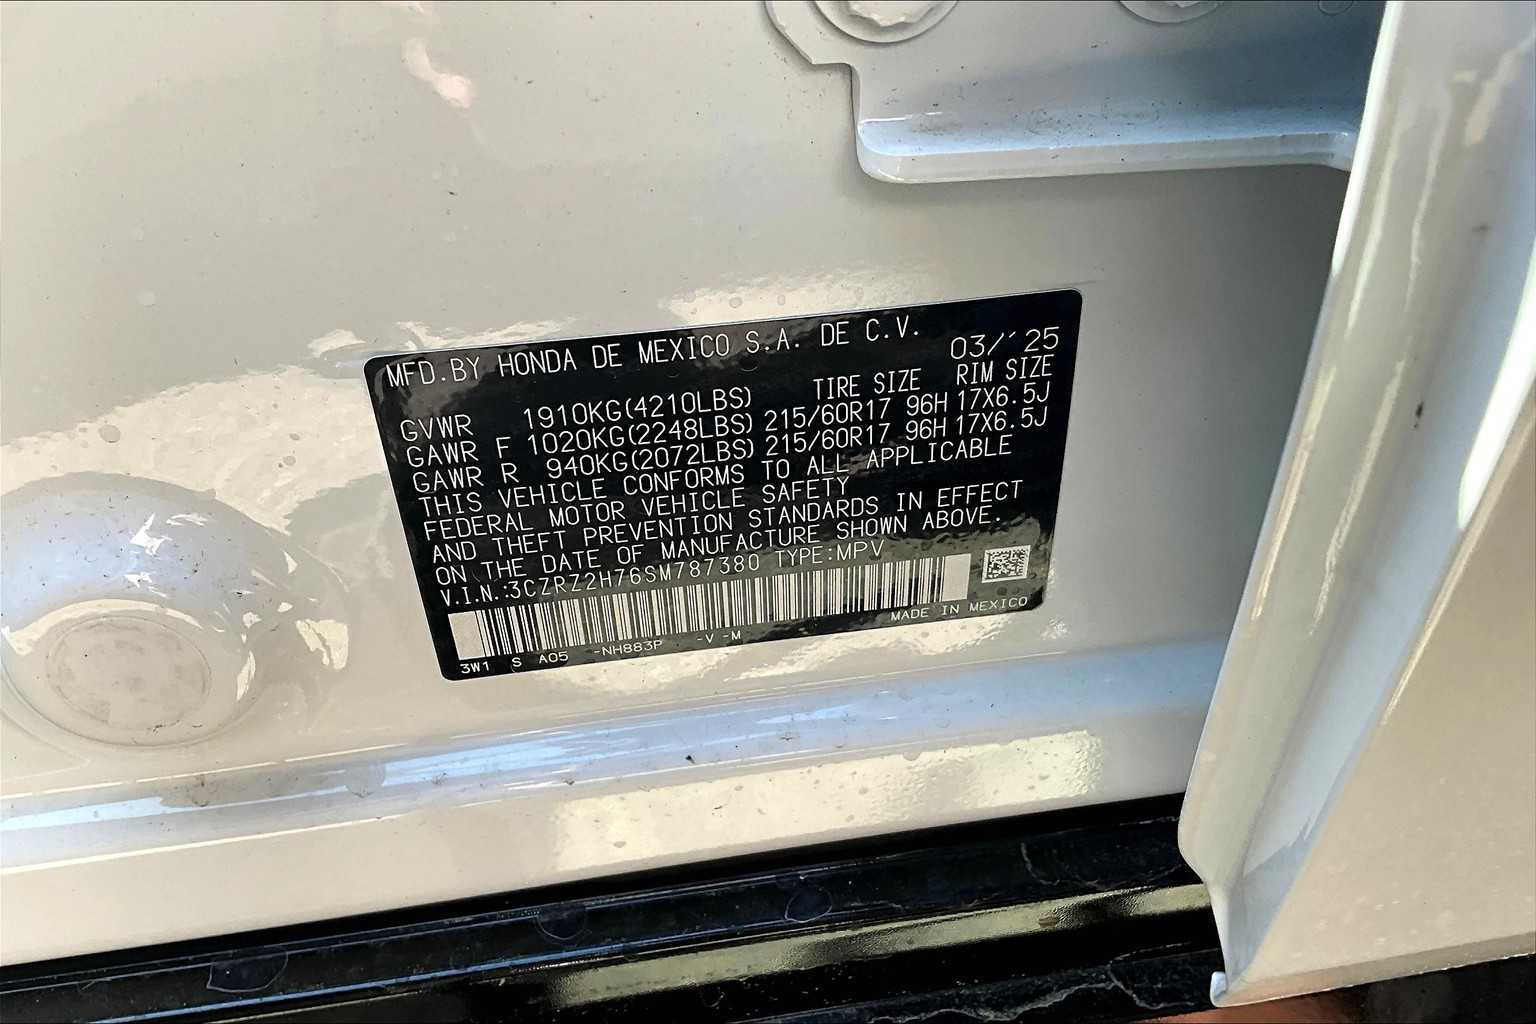 MFD.BY HONDA DE MEXICO S.A. DE C.V.
03/'25
TIRE SIZE RIM SIZE
GVWR 1910KG(4210LBS)
GAWR F 1020KG(2248LBS) 215/60R17 96H 17X6.5J
GAWR R 940KG(2072LBS) 215/60R17 96H 17X6.5J
THIS VEHICLE CONFORMS TO ALL APPLICABLE
FEDERAL MOTOR VEHICLE SAFETY
AND THEFT PREVENTION STANDARDS IN EFFECT
ON THE DATE OF MANUFACTURE SHOWN ABOVE.
V.I.N.:3CZRZ2H76SM787380 TYPE:MPV
MADE IN MEXICO
3W1 S A05 -NH883P -V -M